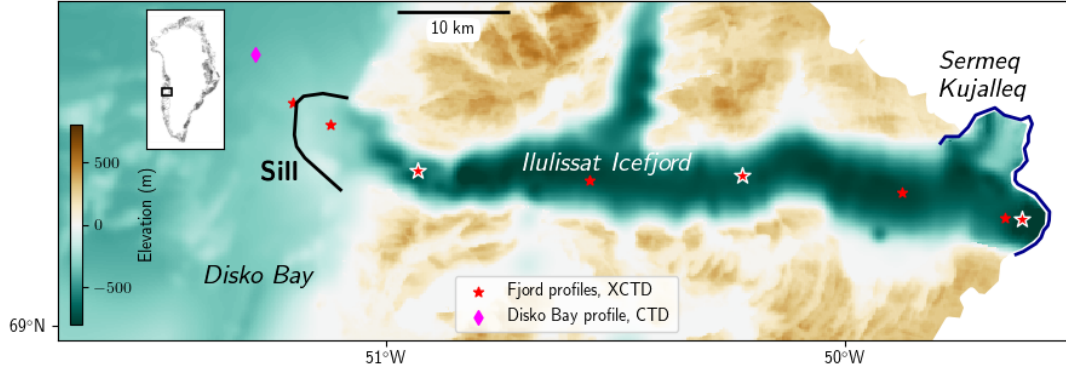 10 km
Sermeq
Kujalleq
Ilulissat Icefjord
Sill
500
0
−500
Elevation (m)
Disko Bay
Fjord profiles, XCTD
Disko Bay profile, CTD
69°N
51°W
50°W